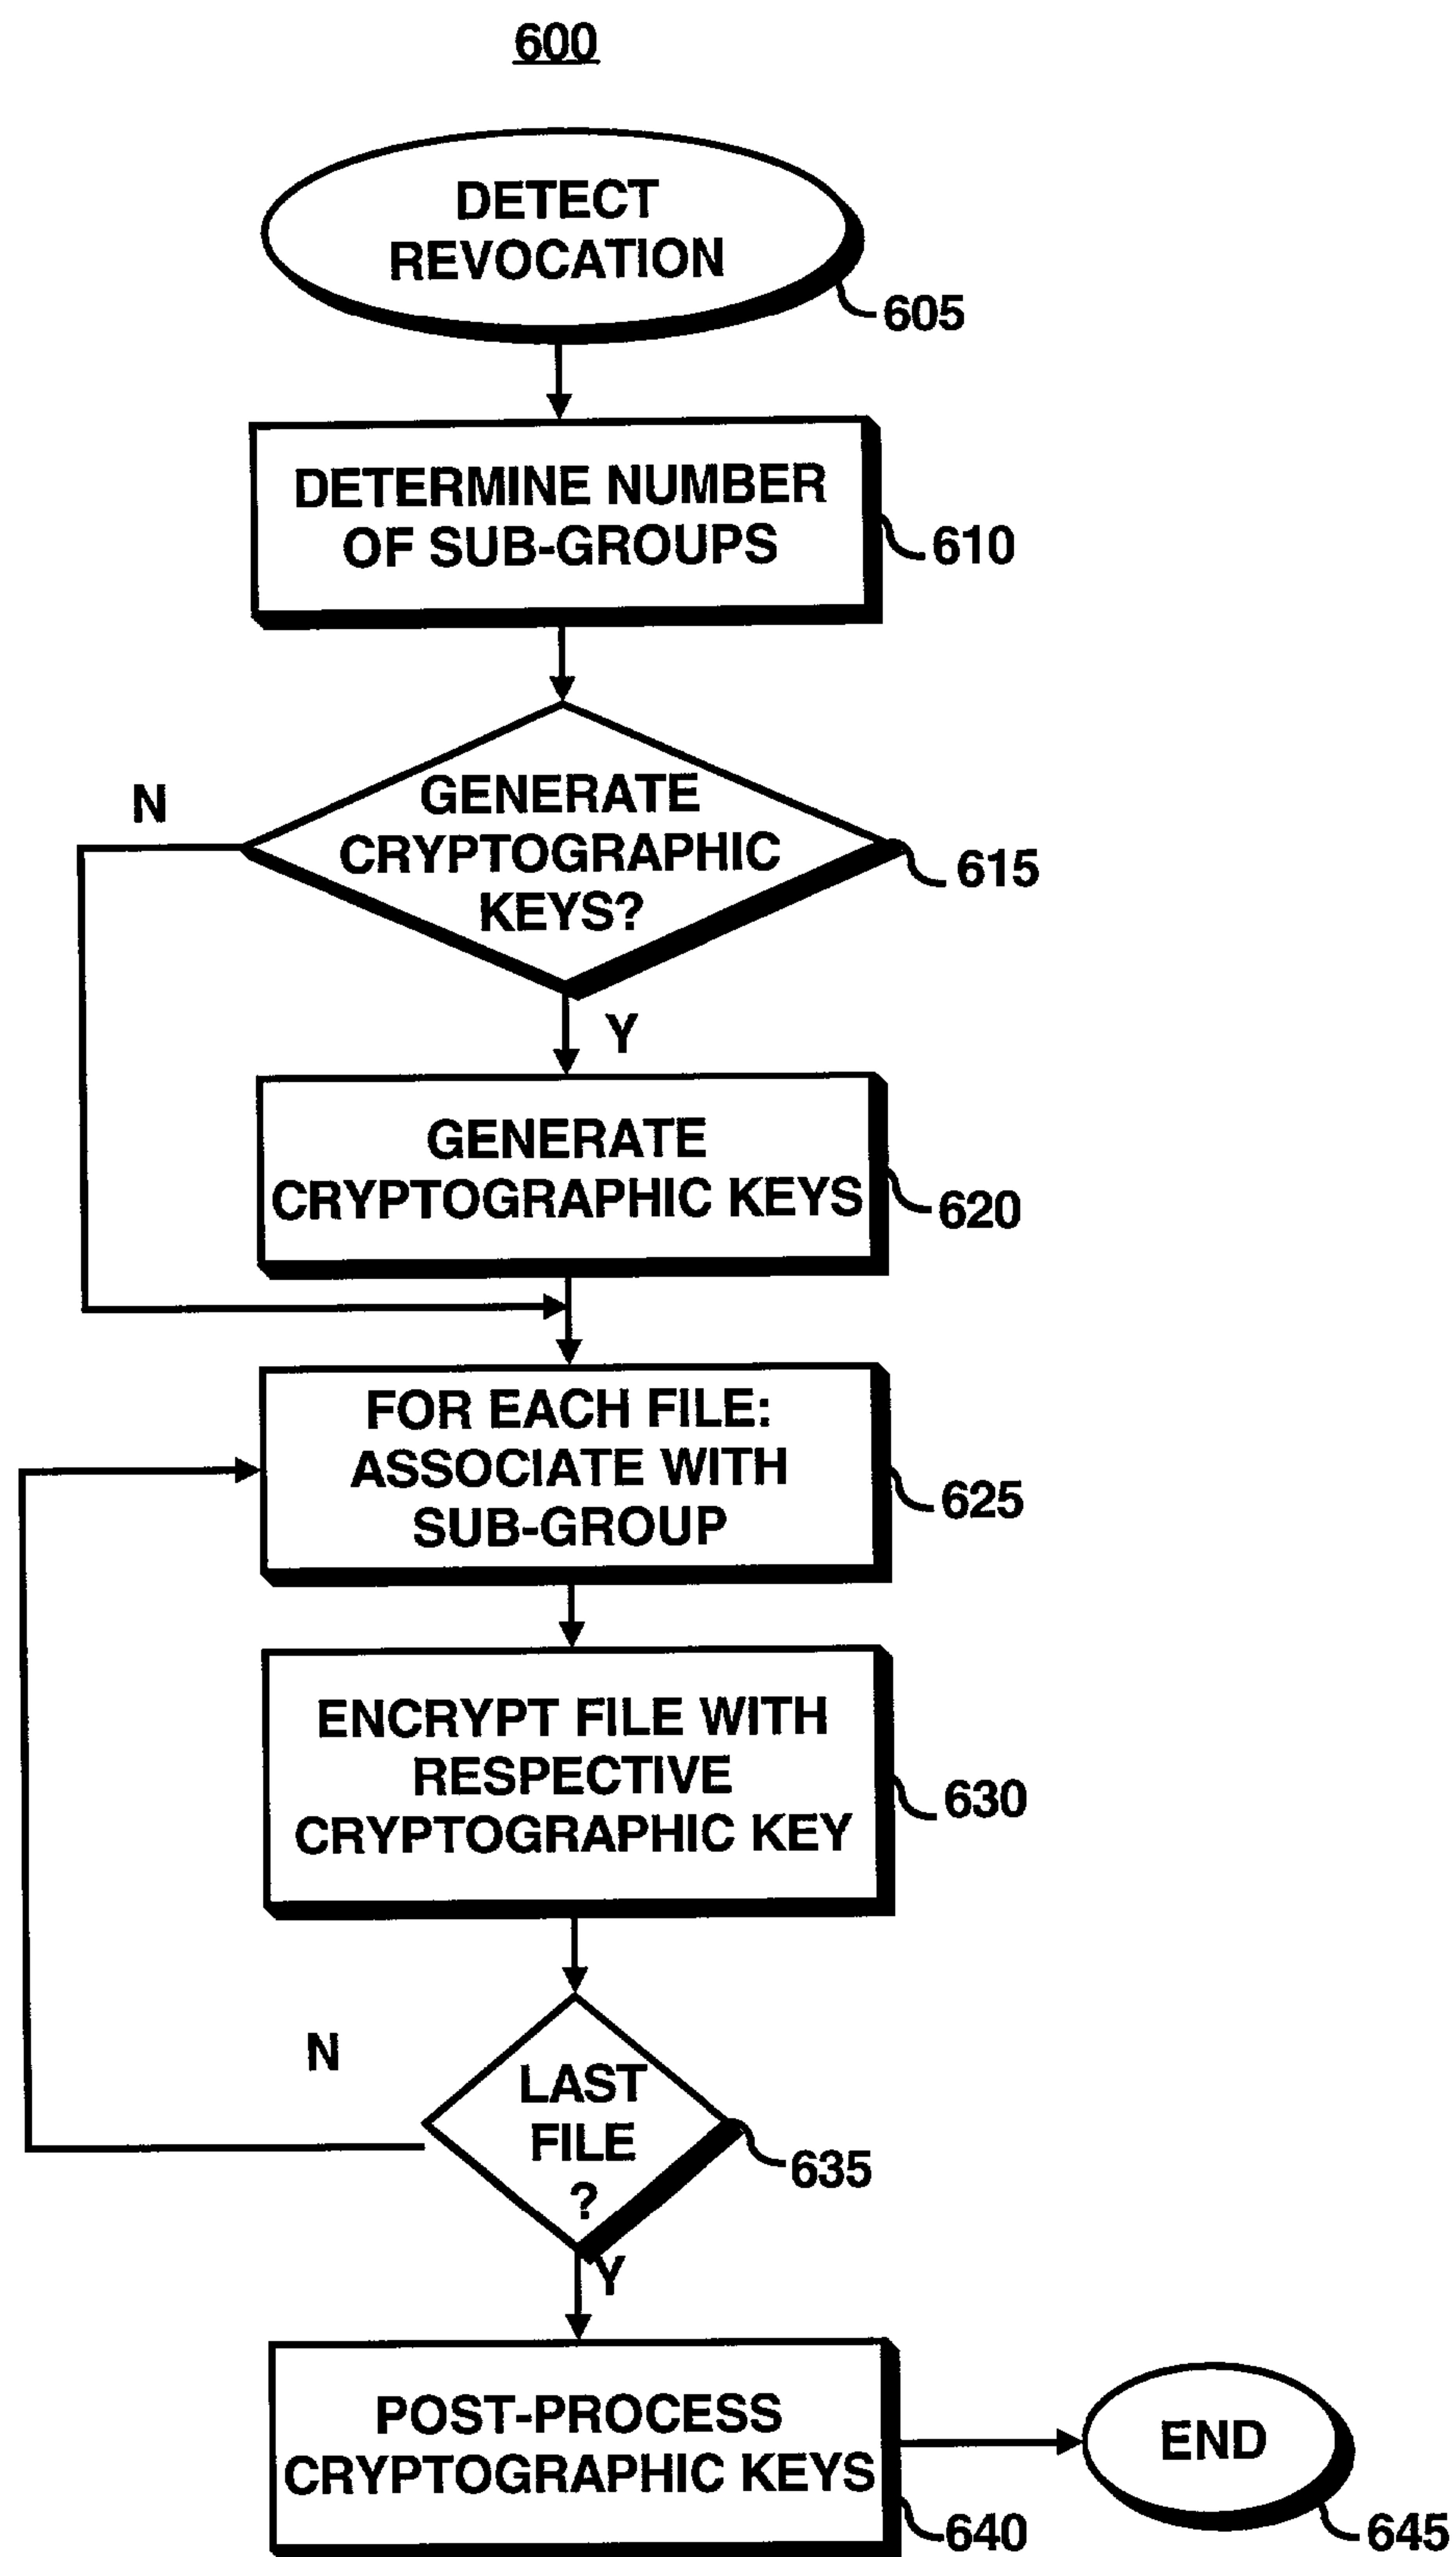 600
DETECT
REVOCATION
605
DETERMINE NUMBER
OF SUB-GROUPS
610
N
GENERATE
CRYPTOGRAPHIC
KEYS?
615
Y
GENERATE
CRYPTOGRAPHIC KEYS
620
FOR EACH FILE:
ASSOCIATE WITH
SUB-GROUP
625
ENCRYPT FILE WITH
RESPECTIVE
CRYPTOGRAPHIC KEY
630
N
LAST
FILE
?
635
Y
POST-PROCESS
CRYPTOGRAPHIC KEYS
640
END
645